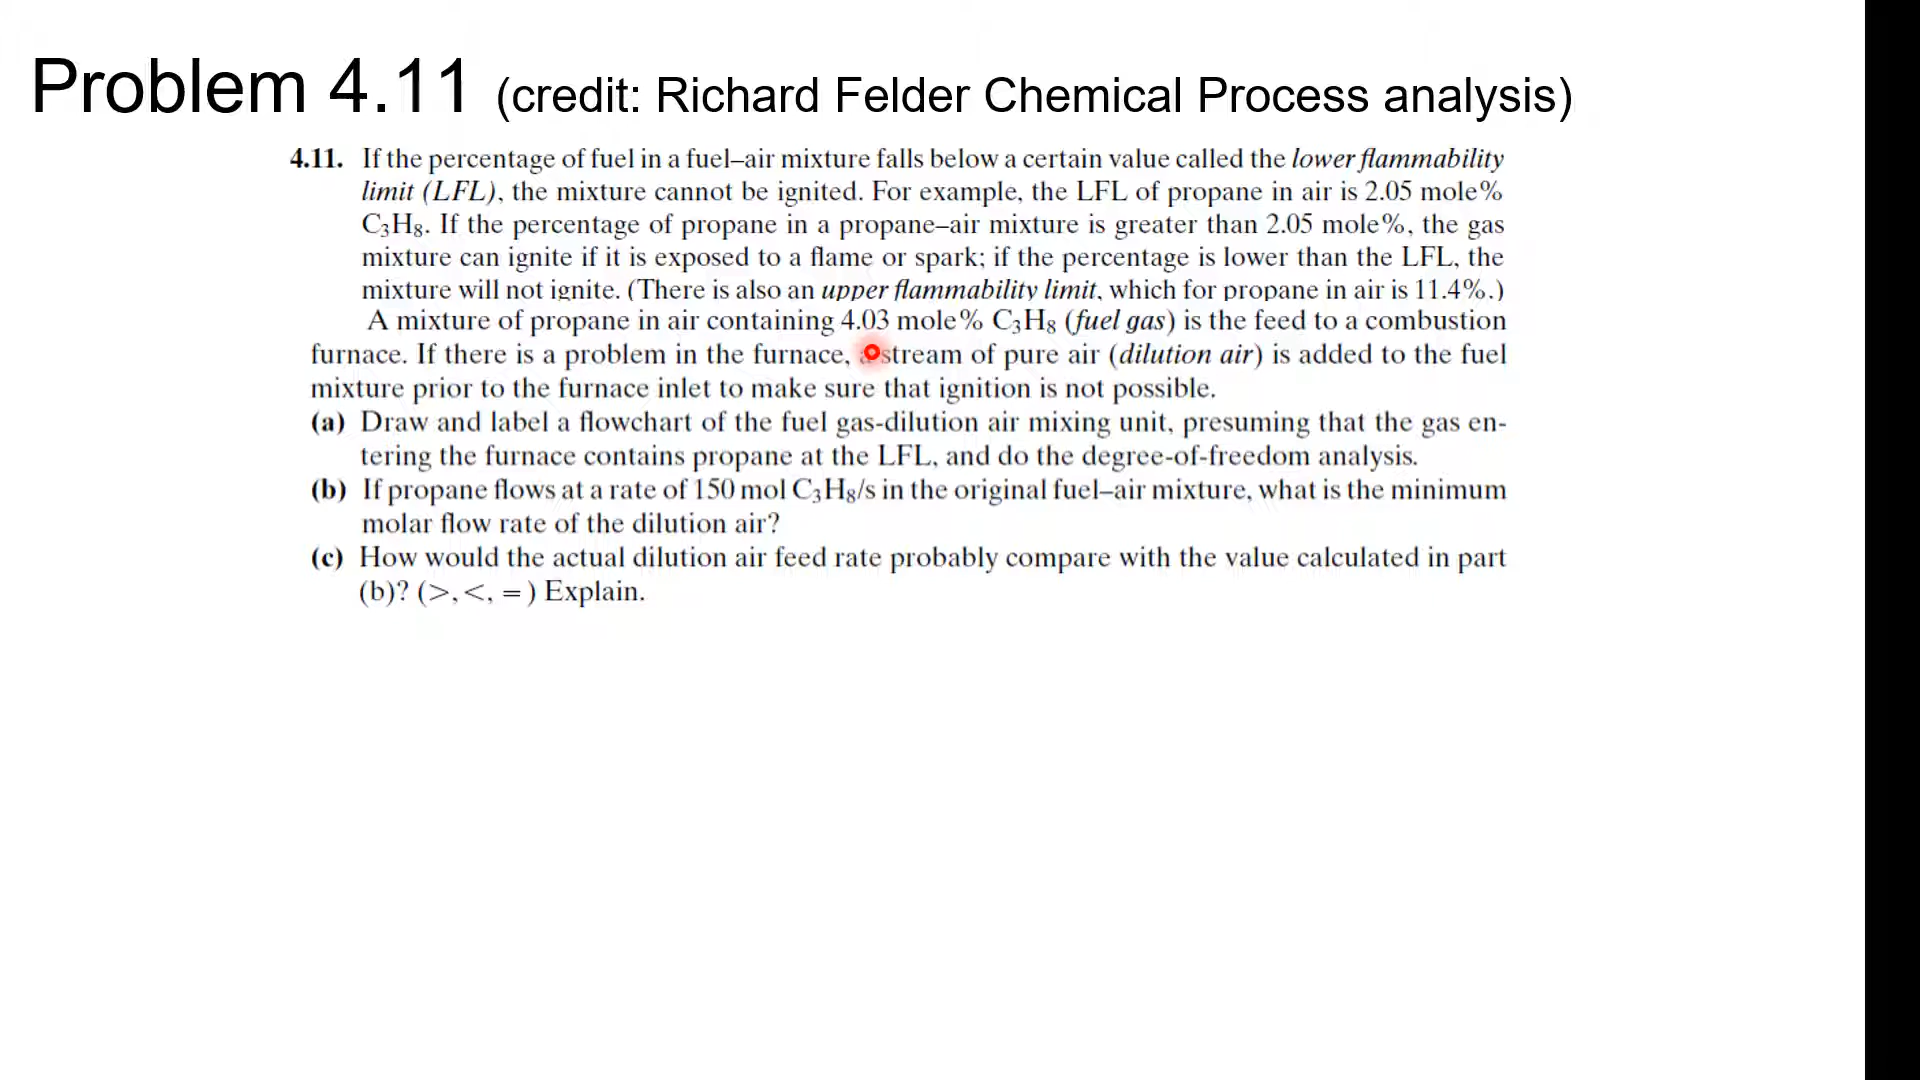 Problem 4.11 (credit: Richard Felder Chemical Process analysis)
4.11. If the percentage of fuel in a fuel–air mixture falls below a certain value called the lower flammability
limit (LFL), the mixture cannot be ignited. For example, the LFL of propane in air is 2.05 mole%
C₃H₈. If the percentage of propane in a propane–air mixture is greater than 2.05 mole%, the gas
mixture can ignite if it is exposed to a flame or spark; if the percentage is lower than the LFL, the
mixture will not ignite. (There is also an upper flammability limit, which for propane in air is 11.4%.)
A mixture of propane in air containing 4.03 mole% C₃H₈ (fuel gas) is the feed to a combustion
furnace. If there is a problem in the furnace, a stream of pure air (dilution air) is added to the fuel
mixture prior to the furnace inlet to make sure that ignition is not possible.
(a) Draw and label a flowchart of the fuel gas-dilution air mixing unit, presuming that the gas en-
tering the furnace contains propane at the LFL, and do the degree-of-freedom analysis.
(b) If propane flows at a rate of 150 mol C₃H₈/s in the original fuel–air mixture, what is the minimum
molar flow rate of the dilution air?
(c) How would the actual dilution air feed rate probably compare with the value calculated in part
(b)? (>, <, =) Explain.